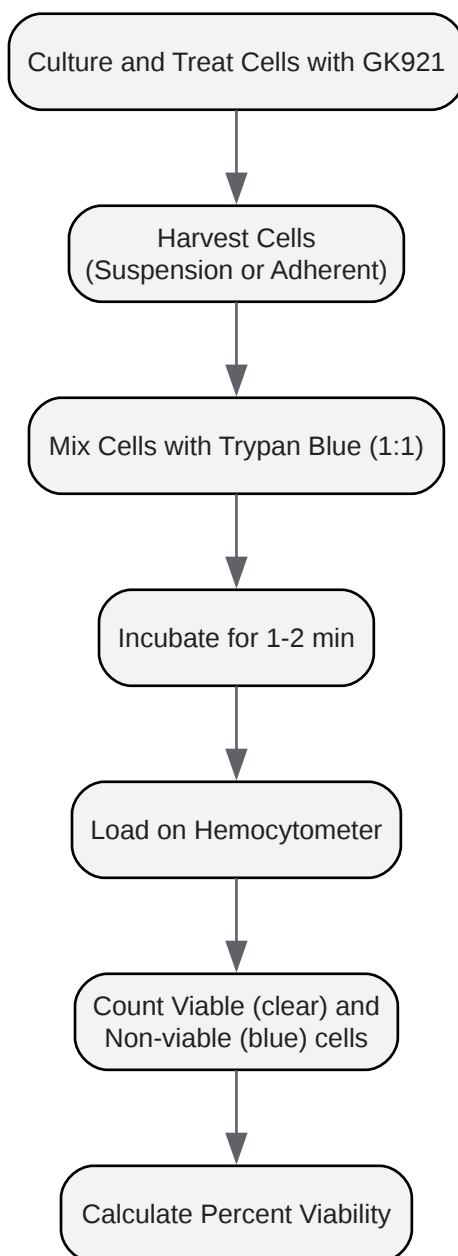 Culture and Treat Cells with GK921
Harvest Cells
(Suspension or Adherent)
Mix Cells with Trypan Blue (1:1)
Incubate for 1-2 min
Load on Hemocytometer
Count Viable (clear) and
Non-viable (blue) cells
Calculate Percent Viability